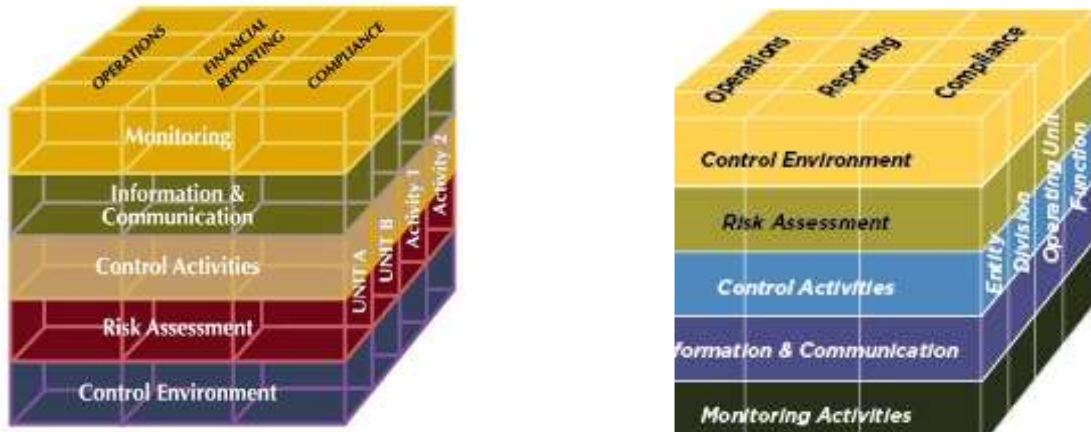 OPERATIONS
FINANCIAL
REPORTING
COMPLIANCE
Monitoring
Information &
Communication
Control Activities
Risk Assessment
Control Environment
UNIT A
UNIT B
Activity 1
Activity 2
Operations
Reporting
Compliance
Control Environment
Risk Assessment
Control Activities
formation & Communication
Monitoring Activities
Entity
Division
Operating Unit
Function